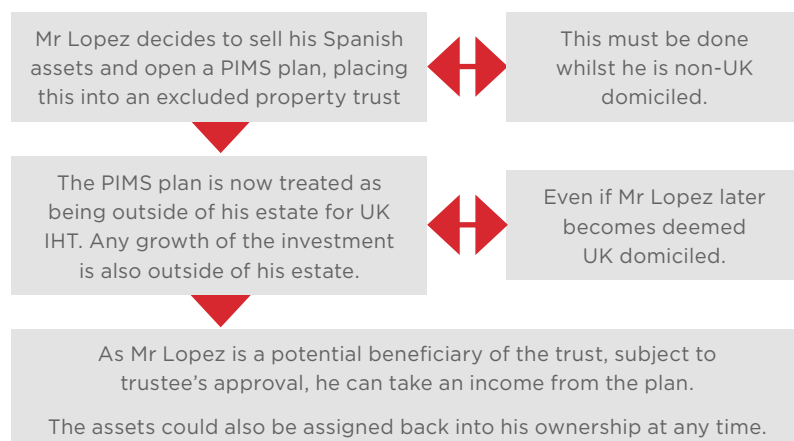 Mr Lopez decides to sell his Spanish
assets and open a PIMS plan, placing
this into an excluded property trust
This must be done
whilst he is non-UK
domiciled.
The PIMS plan is now treated as
being outside of his estate for UK
IHT. Any growth of the investment
is also outside of his estate.
Even if Mr Lopez later
becomes deemed
UK domiciled.
As Mr Lopez is a potential beneficiary of the trust, subject to
trustee’s approval, he can take an income from the plan.
The assets could also be assigned back into his ownership at any time.